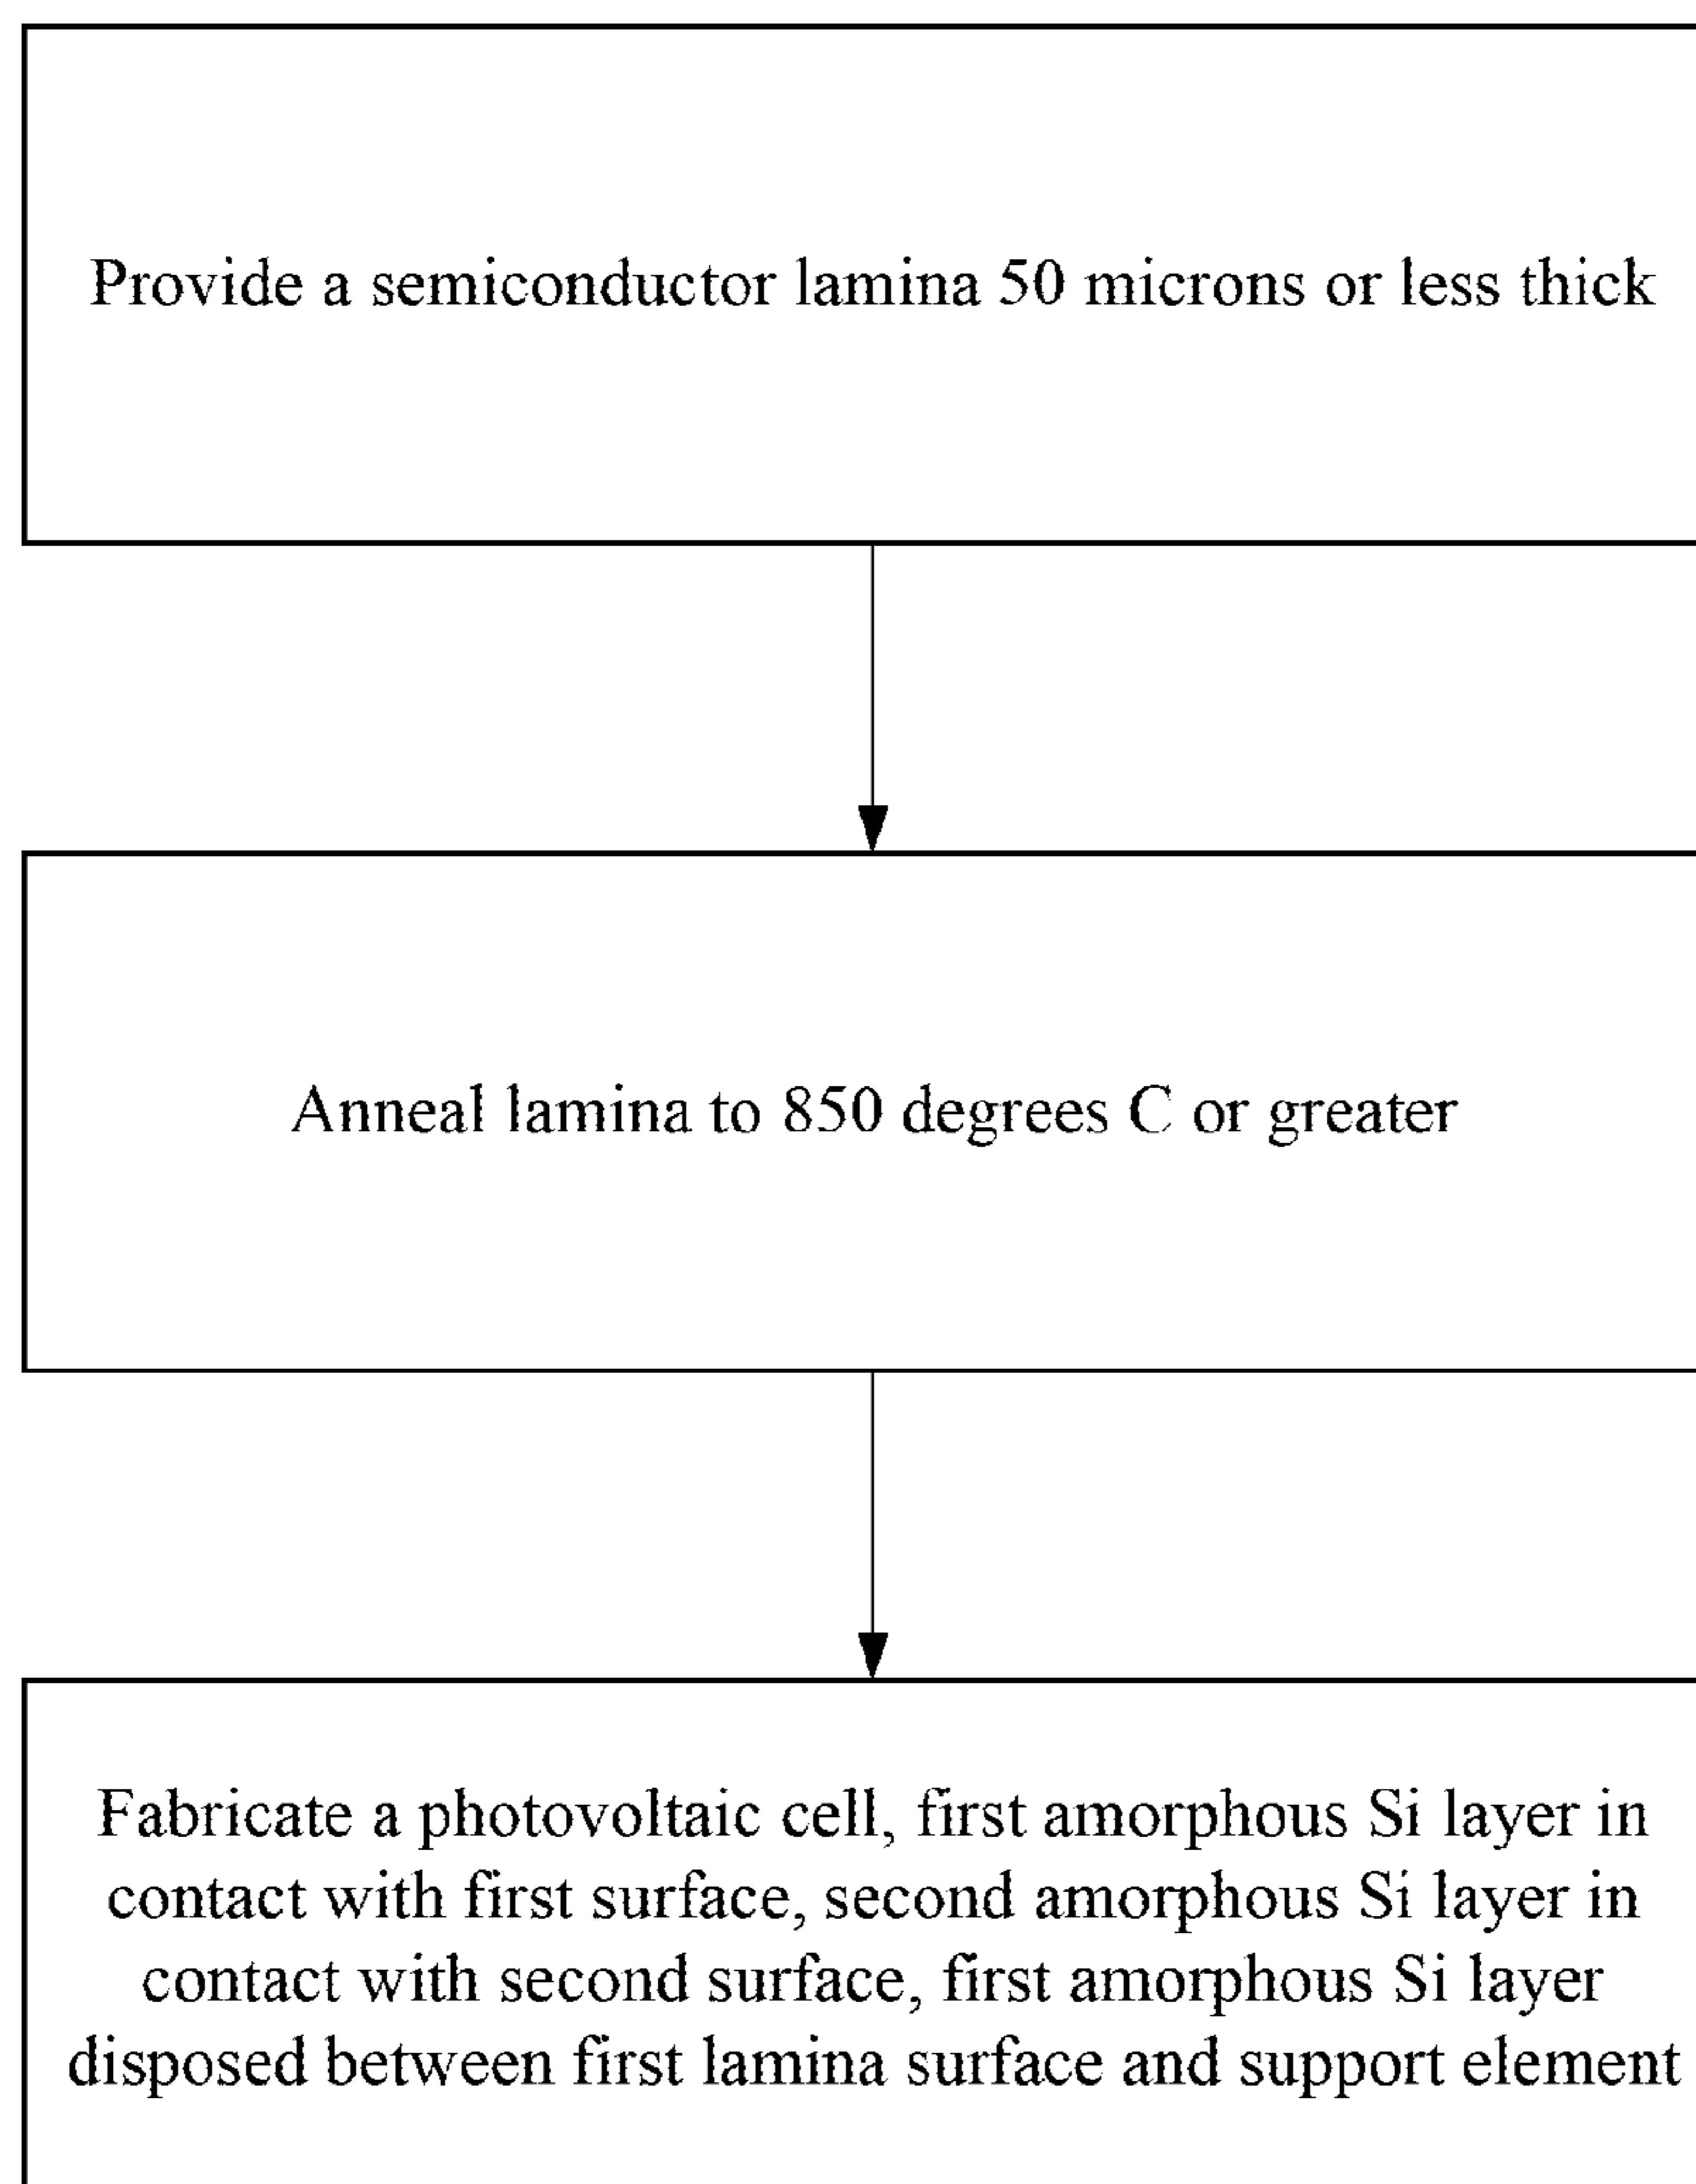 Provide a semiconductor lamina 50 microns or less thick
Anneal lamina to 850 degrees C or greater
Fabricate a photovoltaic cell, first amorphous Si layer in
contact with first surface, second amorphous Si layer in
contact with second surface, first amorphous Si layer
disposed between first lamina surface and support element